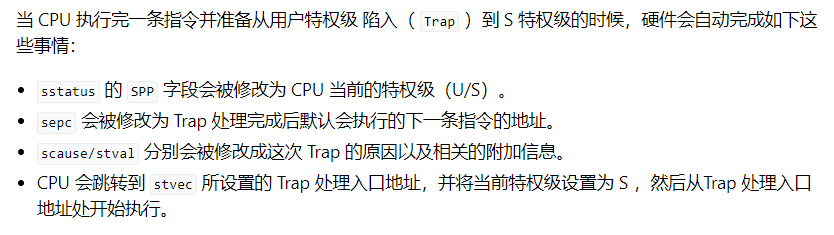 当 CPU 执行完一条指令并准备从用户特权级 陷入（ Trap ）到 S 特权级的时候，硬件会自动完成如下这
些事情：
• sstatus 的 SPP 字段会被修改为 CPU 当前的特权级（U/S）。
• sepc 会被修改为 Trap 处理完成后默认会执行的下一条指令的地址。
• scause/stval 分别会被修改成这次 Trap 的原因以及相关的附加信息。
• CPU 会跳转到 stvec 所设置的 Trap 处理入口地址，并将当前特权级设置为 S ，然后从Trap 处理入口
地址处开始执行。